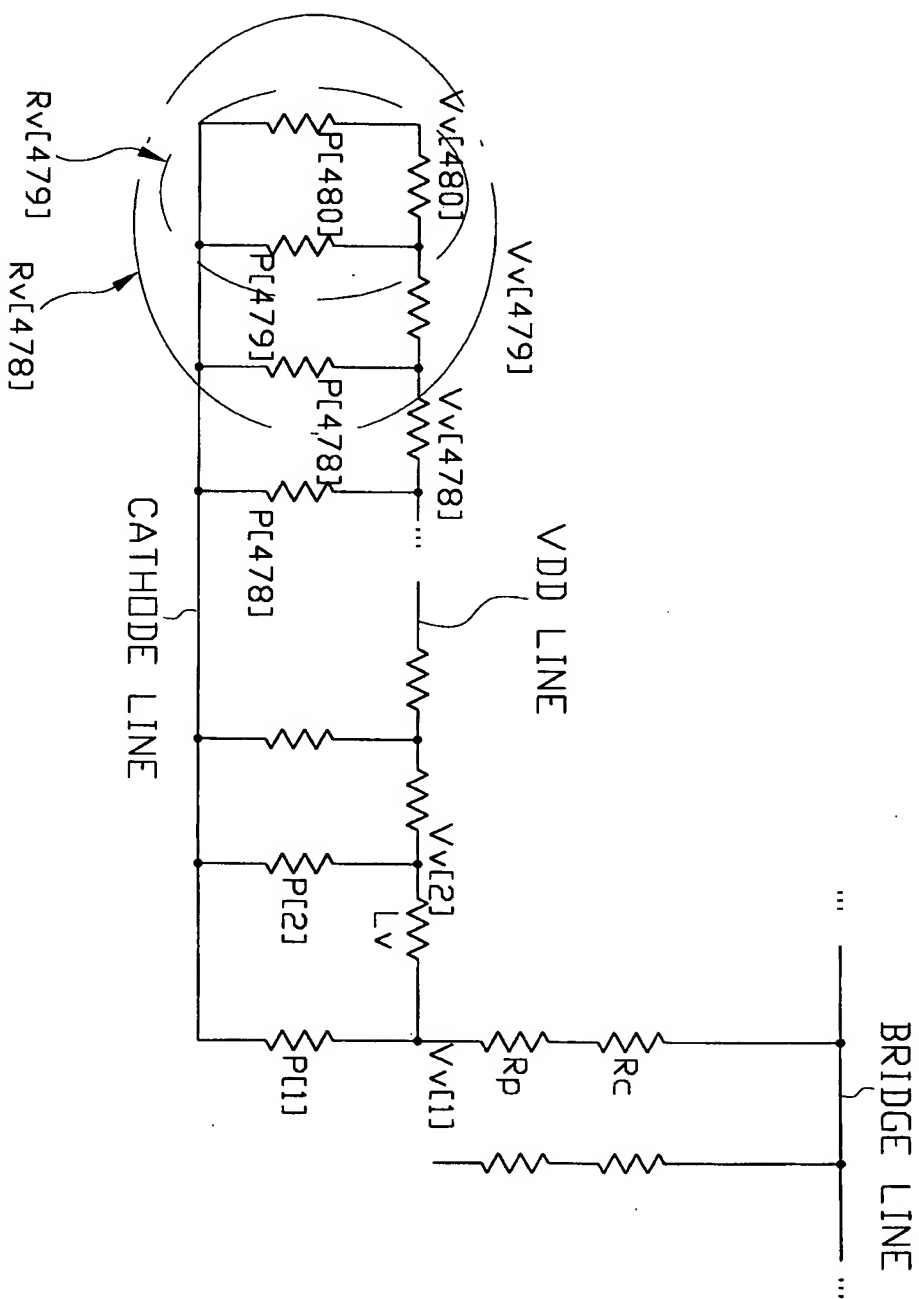 ...
BRIDGE LINE
...
Rc
Rp
Vv[1]
P[1]
Vv[2]
Lv
P[2]
VDD LINE
...
CATHODE LINE
Vv[478]
P[478]
Vv[479]
P[478]
P[479]
Vv[480]
P[480]
Rv[478]
Rv[479]